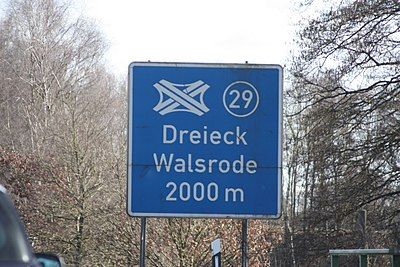 29
Dreieck
Walsrode
2000 m